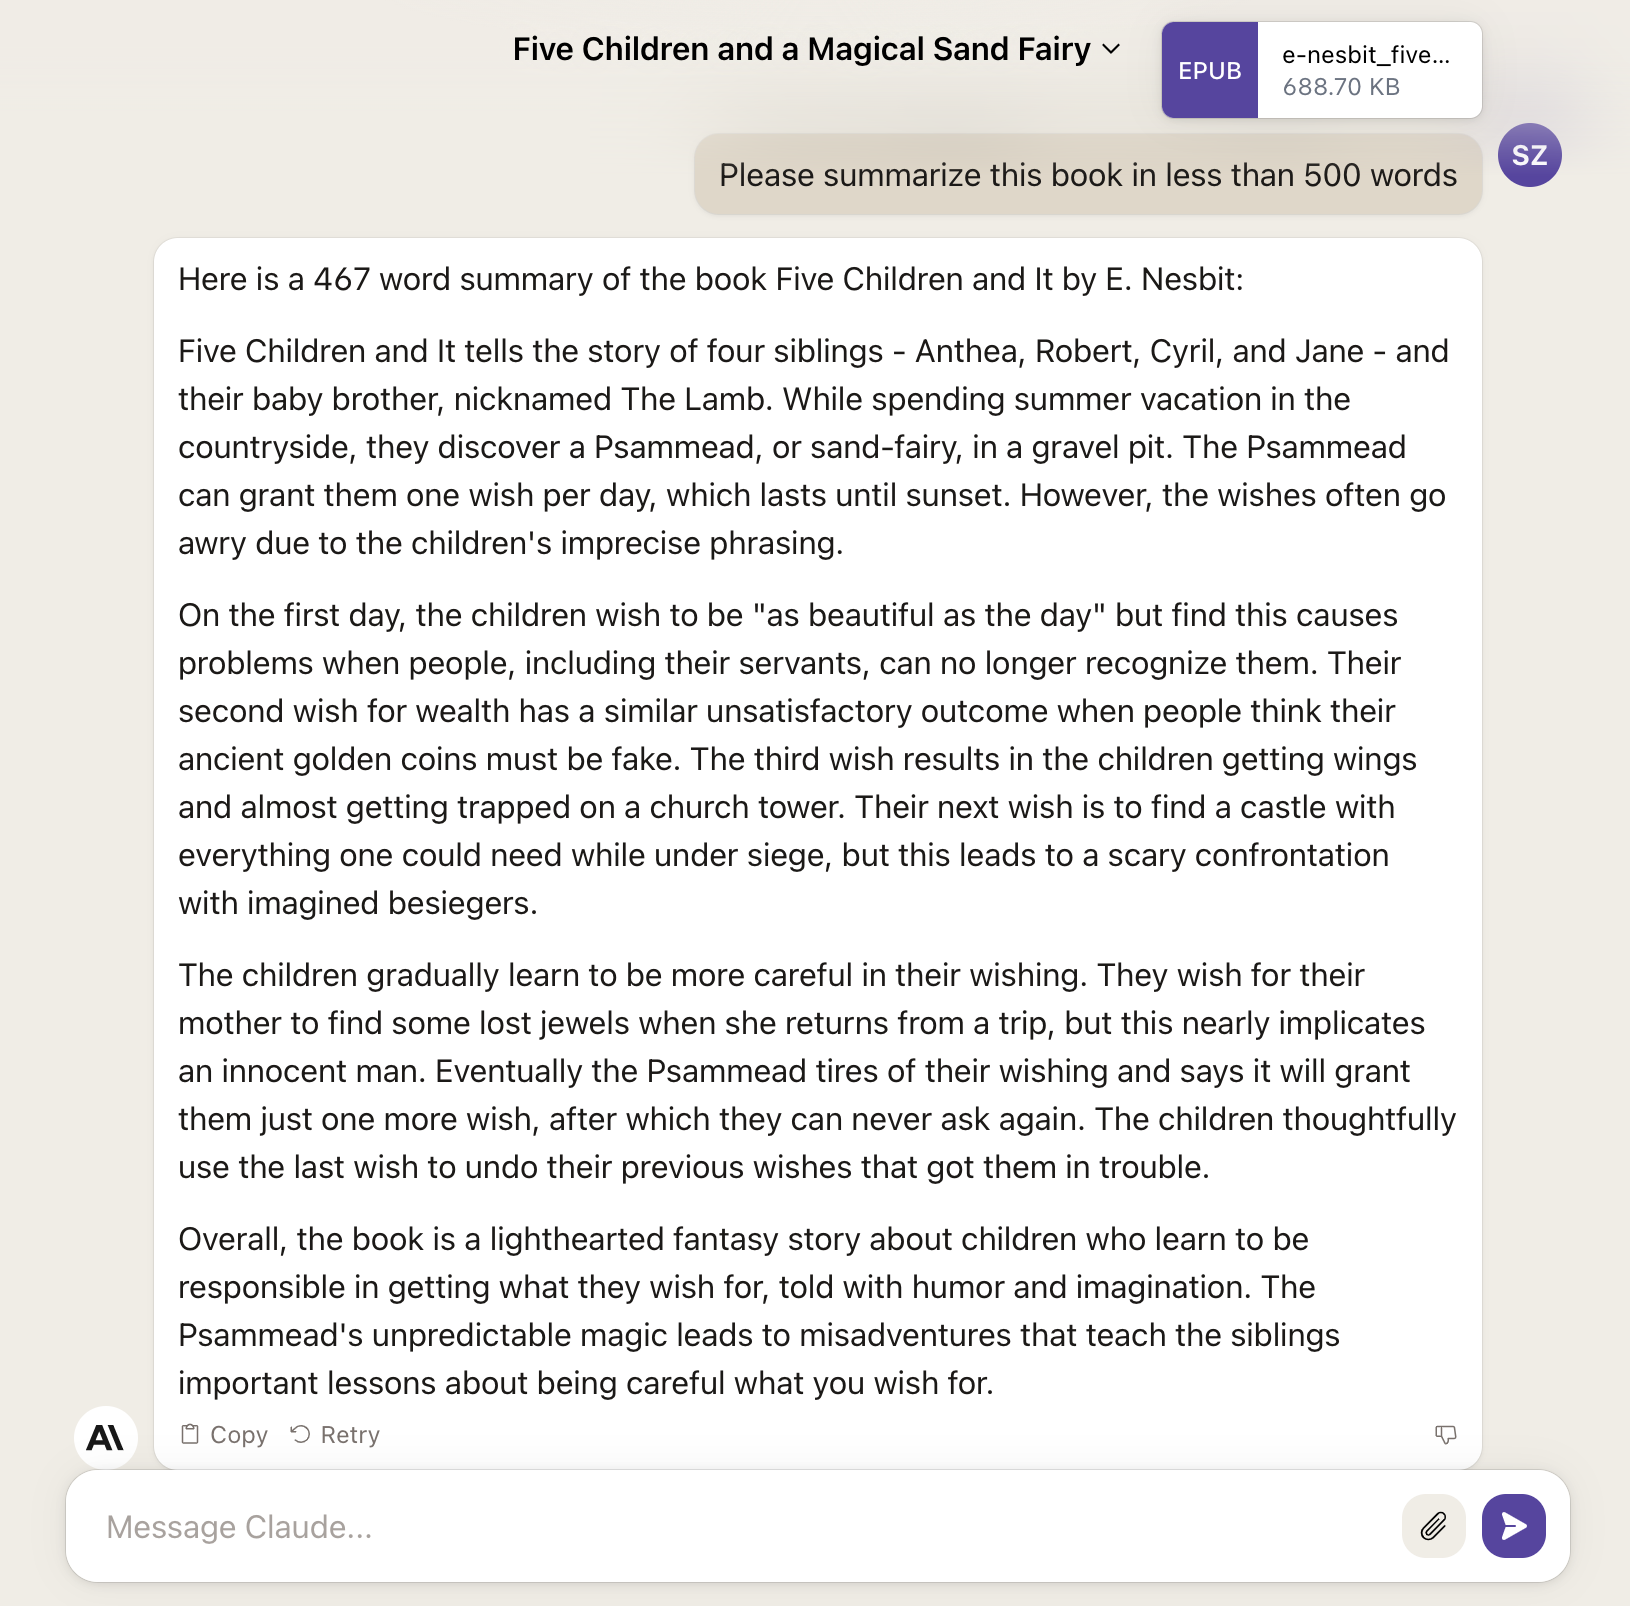 Five Children and a Magical Sand Fairy
EPUB
e-nesbit_five...
688.70 KB
Please summarize this book in less than 500 words
SZ
Here is a 467 word summary of the book Five Children and It by E. Nesbit:
Five Children and It tells the story of four siblings - Anthea, Robert, Cyril, and Jane - and
their baby brother, nicknamed The Lamb. While spending summer vacation in the
countryside, they discover a Psammead, or sand-fairy, in a gravel pit. The Psammead
can grant them one wish per day, which lasts until sunset. However, the wishes often go
awry due to the children's imprecise phrasing.
On the first day, the children wish to be "as beautiful as the day" but find this causes
problems when people, including their servants, can no longer recognize them. Their
second wish for wealth has a similar unsatisfactory outcome when people think their
ancient golden coins must be fake. The third wish results in the children getting wings
and almost getting trapped on a church tower. Their next wish is to find a castle with
everything one could need while under siege, but this leads to a scary confrontation
with imagined besiegers.
The children gradually learn to be more careful in their wishing. They wish for their
mother to find some lost jewels when she returns from a trip, but this nearly implicates
an innocent man. Eventually the Psammead tires of their wishing and says it will grant
them just one more wish, after which they can never ask again. The children thoughtfully
use the last wish to undo their previous wishes that got them in trouble.
Overall, the book is a lighthearted fantasy story about children who learn to be
responsible in getting what they wish for, told with humor and imagination. The
Psammead's unpredictable magic leads to misadventures that teach the siblings
important lessons about being careful what you wish for.
Copy Retry
A\
Message Claude...